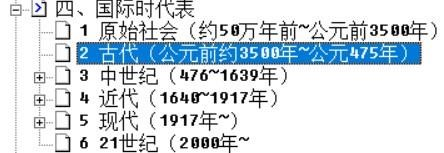 四、国际时代表
1 原始社会（约50万年前~公元前3500年）
2 古代（公元前约3500年~公元475年）
3 中世纪（476~1639年）
4 近代（1640~1917年）
5 现代（1917年~）
6 21世纪（2000年~